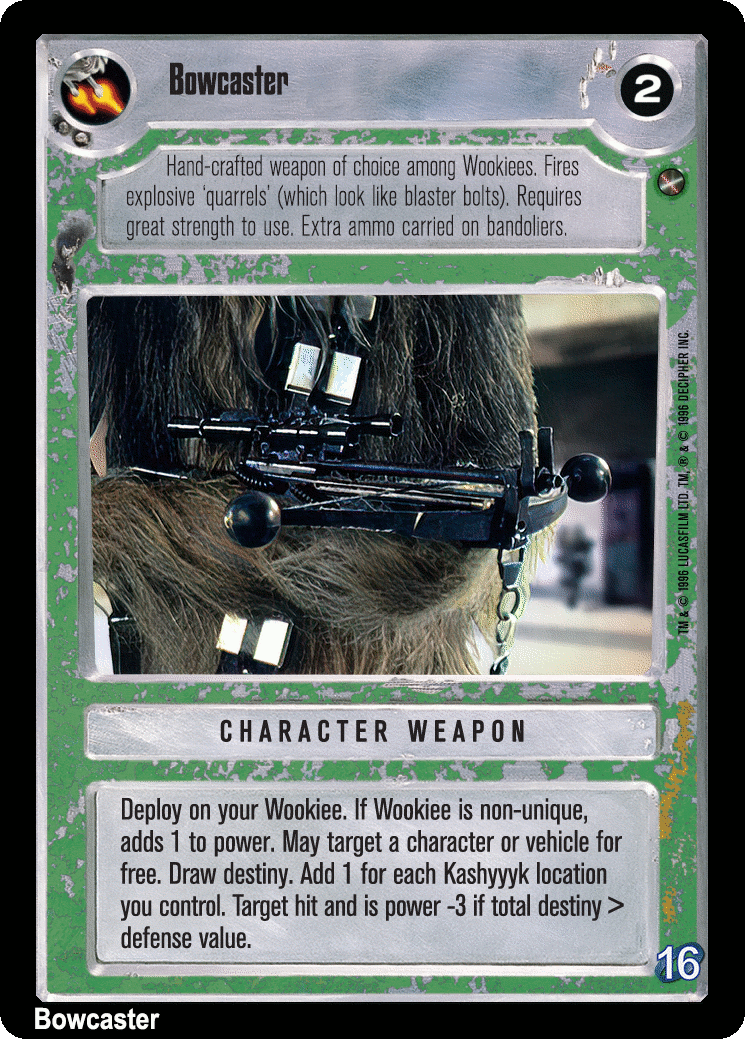 Bowcaster
2
Hand-crafted weapon of choice among Wookiees. Fires
explosive ‘quarrels’ (which look like blaster bolts). Requires
great strength to use. Extra ammo carried on bandoliers.
TM & © 1996 LUCASFILM LTD. TM, ® & © 1996 DECIPHER INC.
CHARACTER WEAPON
Deploy on your Wookiee. If Wookiee is non-unique,
adds 1 to power. May target a character or vehicle for
free. Draw destiny. Add 1 for each Kashyyyk location
you control. Target hit and is power -3 if total destiny >
defense value.
16
Bowcaster